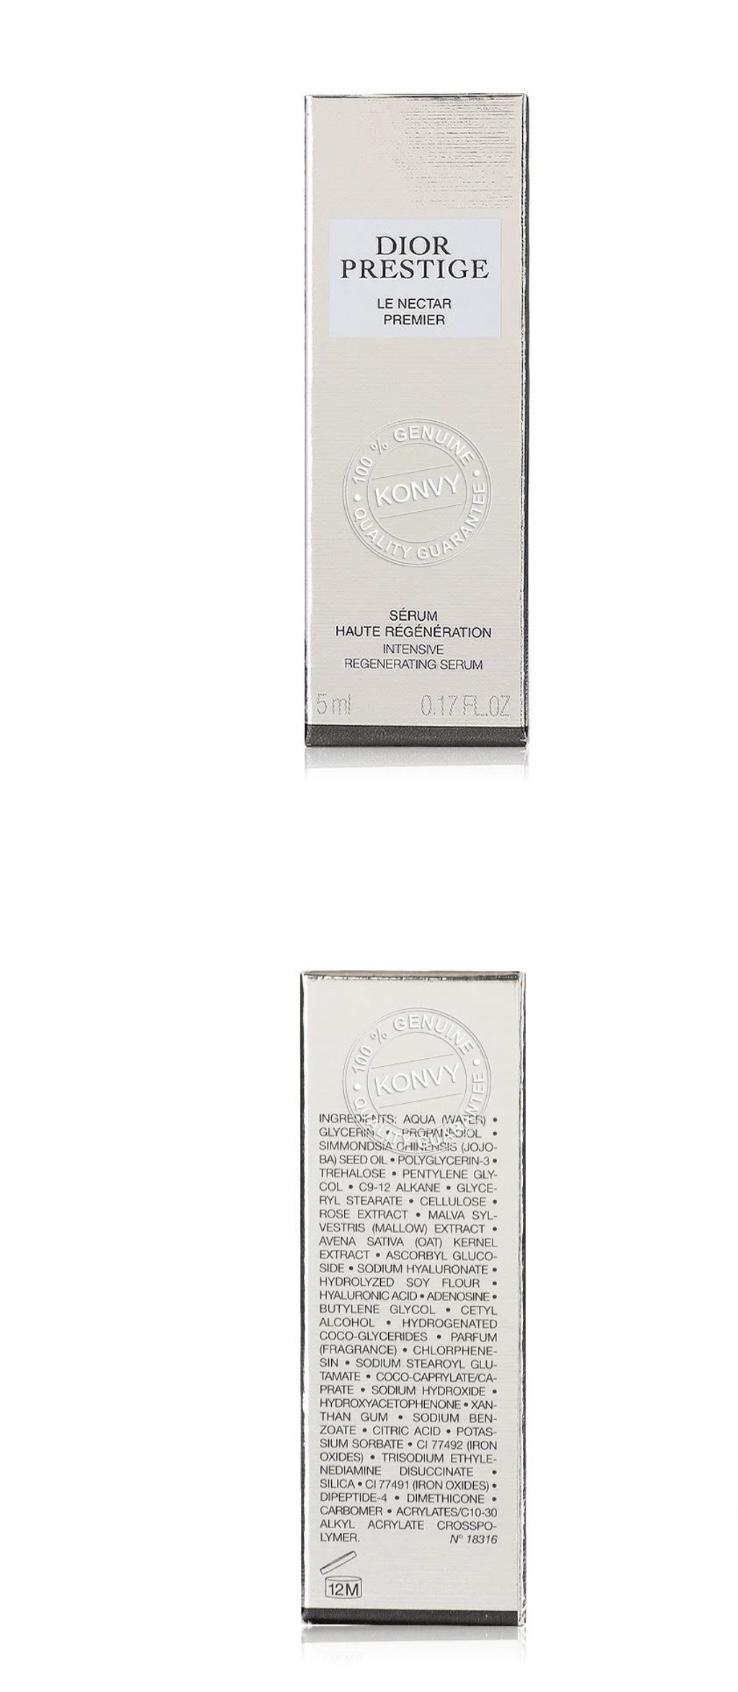 DIOR
PRESTIGE
LE NECTAR
PREMIER
100 % GENUINE
KONVY
QUALITY GUARANTEE
SÉRUM
HAUTE RÉGÉNÉRATION
INTENSIVE
REGENERATING SERUM
5 ml 0.17 FL.OZ
100 % GENUINE
KONVY
QUALITY GUARANTEE
INGREDIENTS: AQUA (WATER) •
GLYCERIN • PROPANEDIOL •
SIMMONDSIA CHINENSIS (JOJO-
BA) SEED OIL • POLYGLYCERIN-3 •
TREHALOSE • PENTYLENE GLY-
COL • C9-12 ALKANE • GLYCE-
RYL STEARATE • CELLULOSE •
ROSE EXTRACT • MALVA SYL-
VESTRIS (MALLOW) EXTRACT •
AVENA SATIVA (OAT) KERNEL
EXTRACT • ASCORBYL GLUCO-
SIDE • SODIUM HYALURONATE •
HYDROLYZED SOY FLOUR •
HYALURONIC ACID • ADENOSINE •
BUTYLENE GLYCOL • CETYL
ALCOHOL • HYDROGENATED
COCO-GLYCERIDES • PARFUM
(FRAGRANCE) • CHLORPHENE-
SIN • SODIUM STEAROYL GLU-
TAMATE • COCO-CAPRYLATE/CA-
PRATE • SODIUM HYDROXIDE •
HYDROXYACETOPHENONE • XAN-
THAN GUM • SODIUM BEN-
ZOATE • CITRIC ACID • POTAS-
SIUM SORBATE • CI 77492 (IRON
OXIDES) • TRISODIUM ETHYLE-
NEDIAMINE DISUCCINATE •
SILICA • CI 77491 (IRON OXIDES) •
DIPEPTIDE-4 • DIMETHICONE •
CARBOMER • ACRYLATES/C10-30
ALKYL ACRYLATE CROSSPO-
LYMER. N° 18316
12M